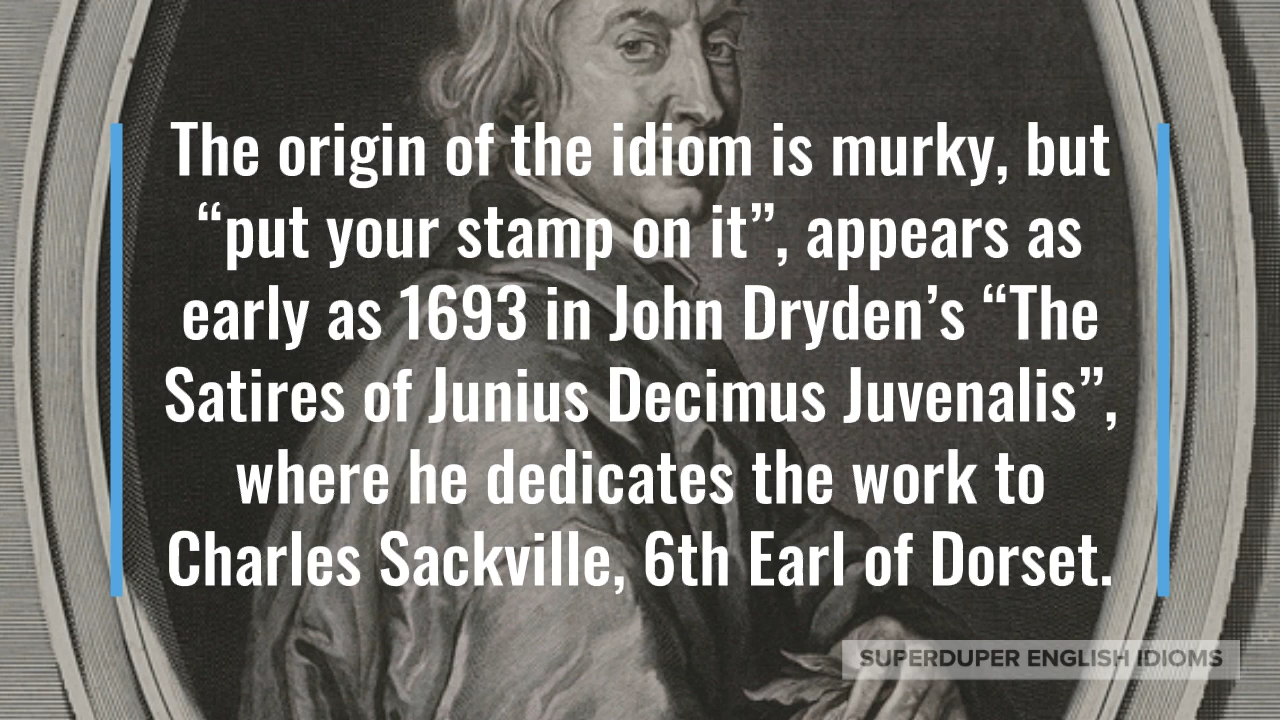 The origin of the idiom is murky, but
“put your stamp on it”, appears as
early as 1693 in John Dryden’s “The
Satires of Junius Decimus Juvenalis”,
where he dedicates the work to
Charles Sackville, 6th Earl of Dorset.
SUPERDUPER ENGLISH IDIOMS